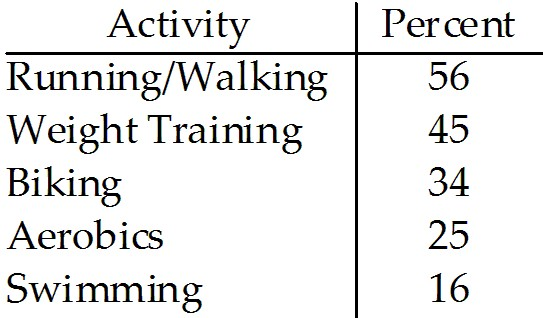 Activity Percent
Running/Walking 56
Weight Training 45
Biking 34
Aerobics 25
Swimming 16